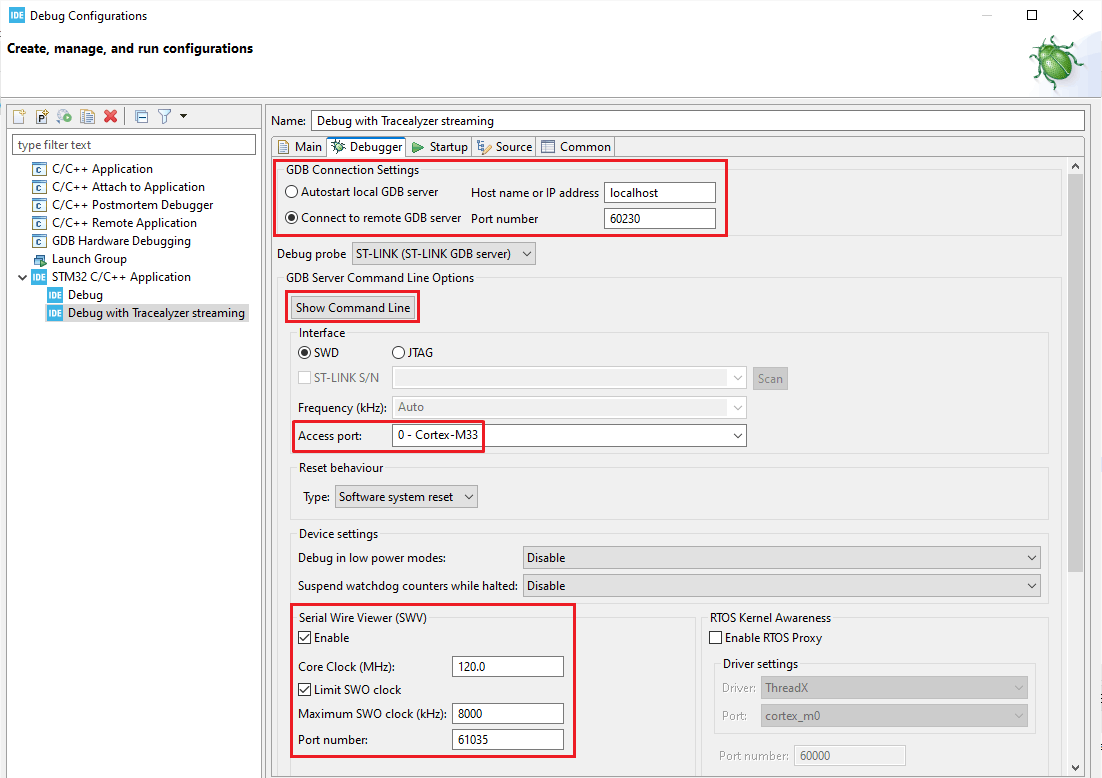 IDE Debug Configurations
Create, manage, and run configurations
type filter text
C/C++ Application
C/C++ Attach to Application
C/C++ Postmortem Debugger
C/C++ Remote Application
GDB Hardware Debugging
Launch Group
IDE STM32 C/C++ Application
IDE Debug
IDE Debug with Tracealyzer streaming
Name: Debug with Tracealyzer streaming
Main Debugger Startup Source Common
GDB Connection Settings
Autostart local GDB server Host name or IP address localhost
Connect to remote GDB server Port number 60230
Debug probe ST-LINK (ST-LINK GDB server)
GDB Server Command Line Options
Show Command Line
Interface
SWD JTAG
ST-LINK S/N Scan
Frequency (kHz): Auto
Access port: 0 - Cortex-M33
Reset behaviour
Type: Software system reset
Device settings
Debug in low power modes: Disable
Suspend watchdog counters while halted: Disable
Serial Wire Viewer (SWV)
Enable
Core Clock (MHz): 120.0
Limit SWO clock
Maximum SWO clock (kHz): 8000
Port number: 61035
RTOS Kernel Awareness
Enable RTOS Proxy
Driver settings
Driver: ThreadX
Port: cortex_m0
Port number: 60000